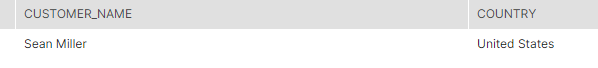 CUSTOMER_NAME COUNTRY
Sean Miller United States